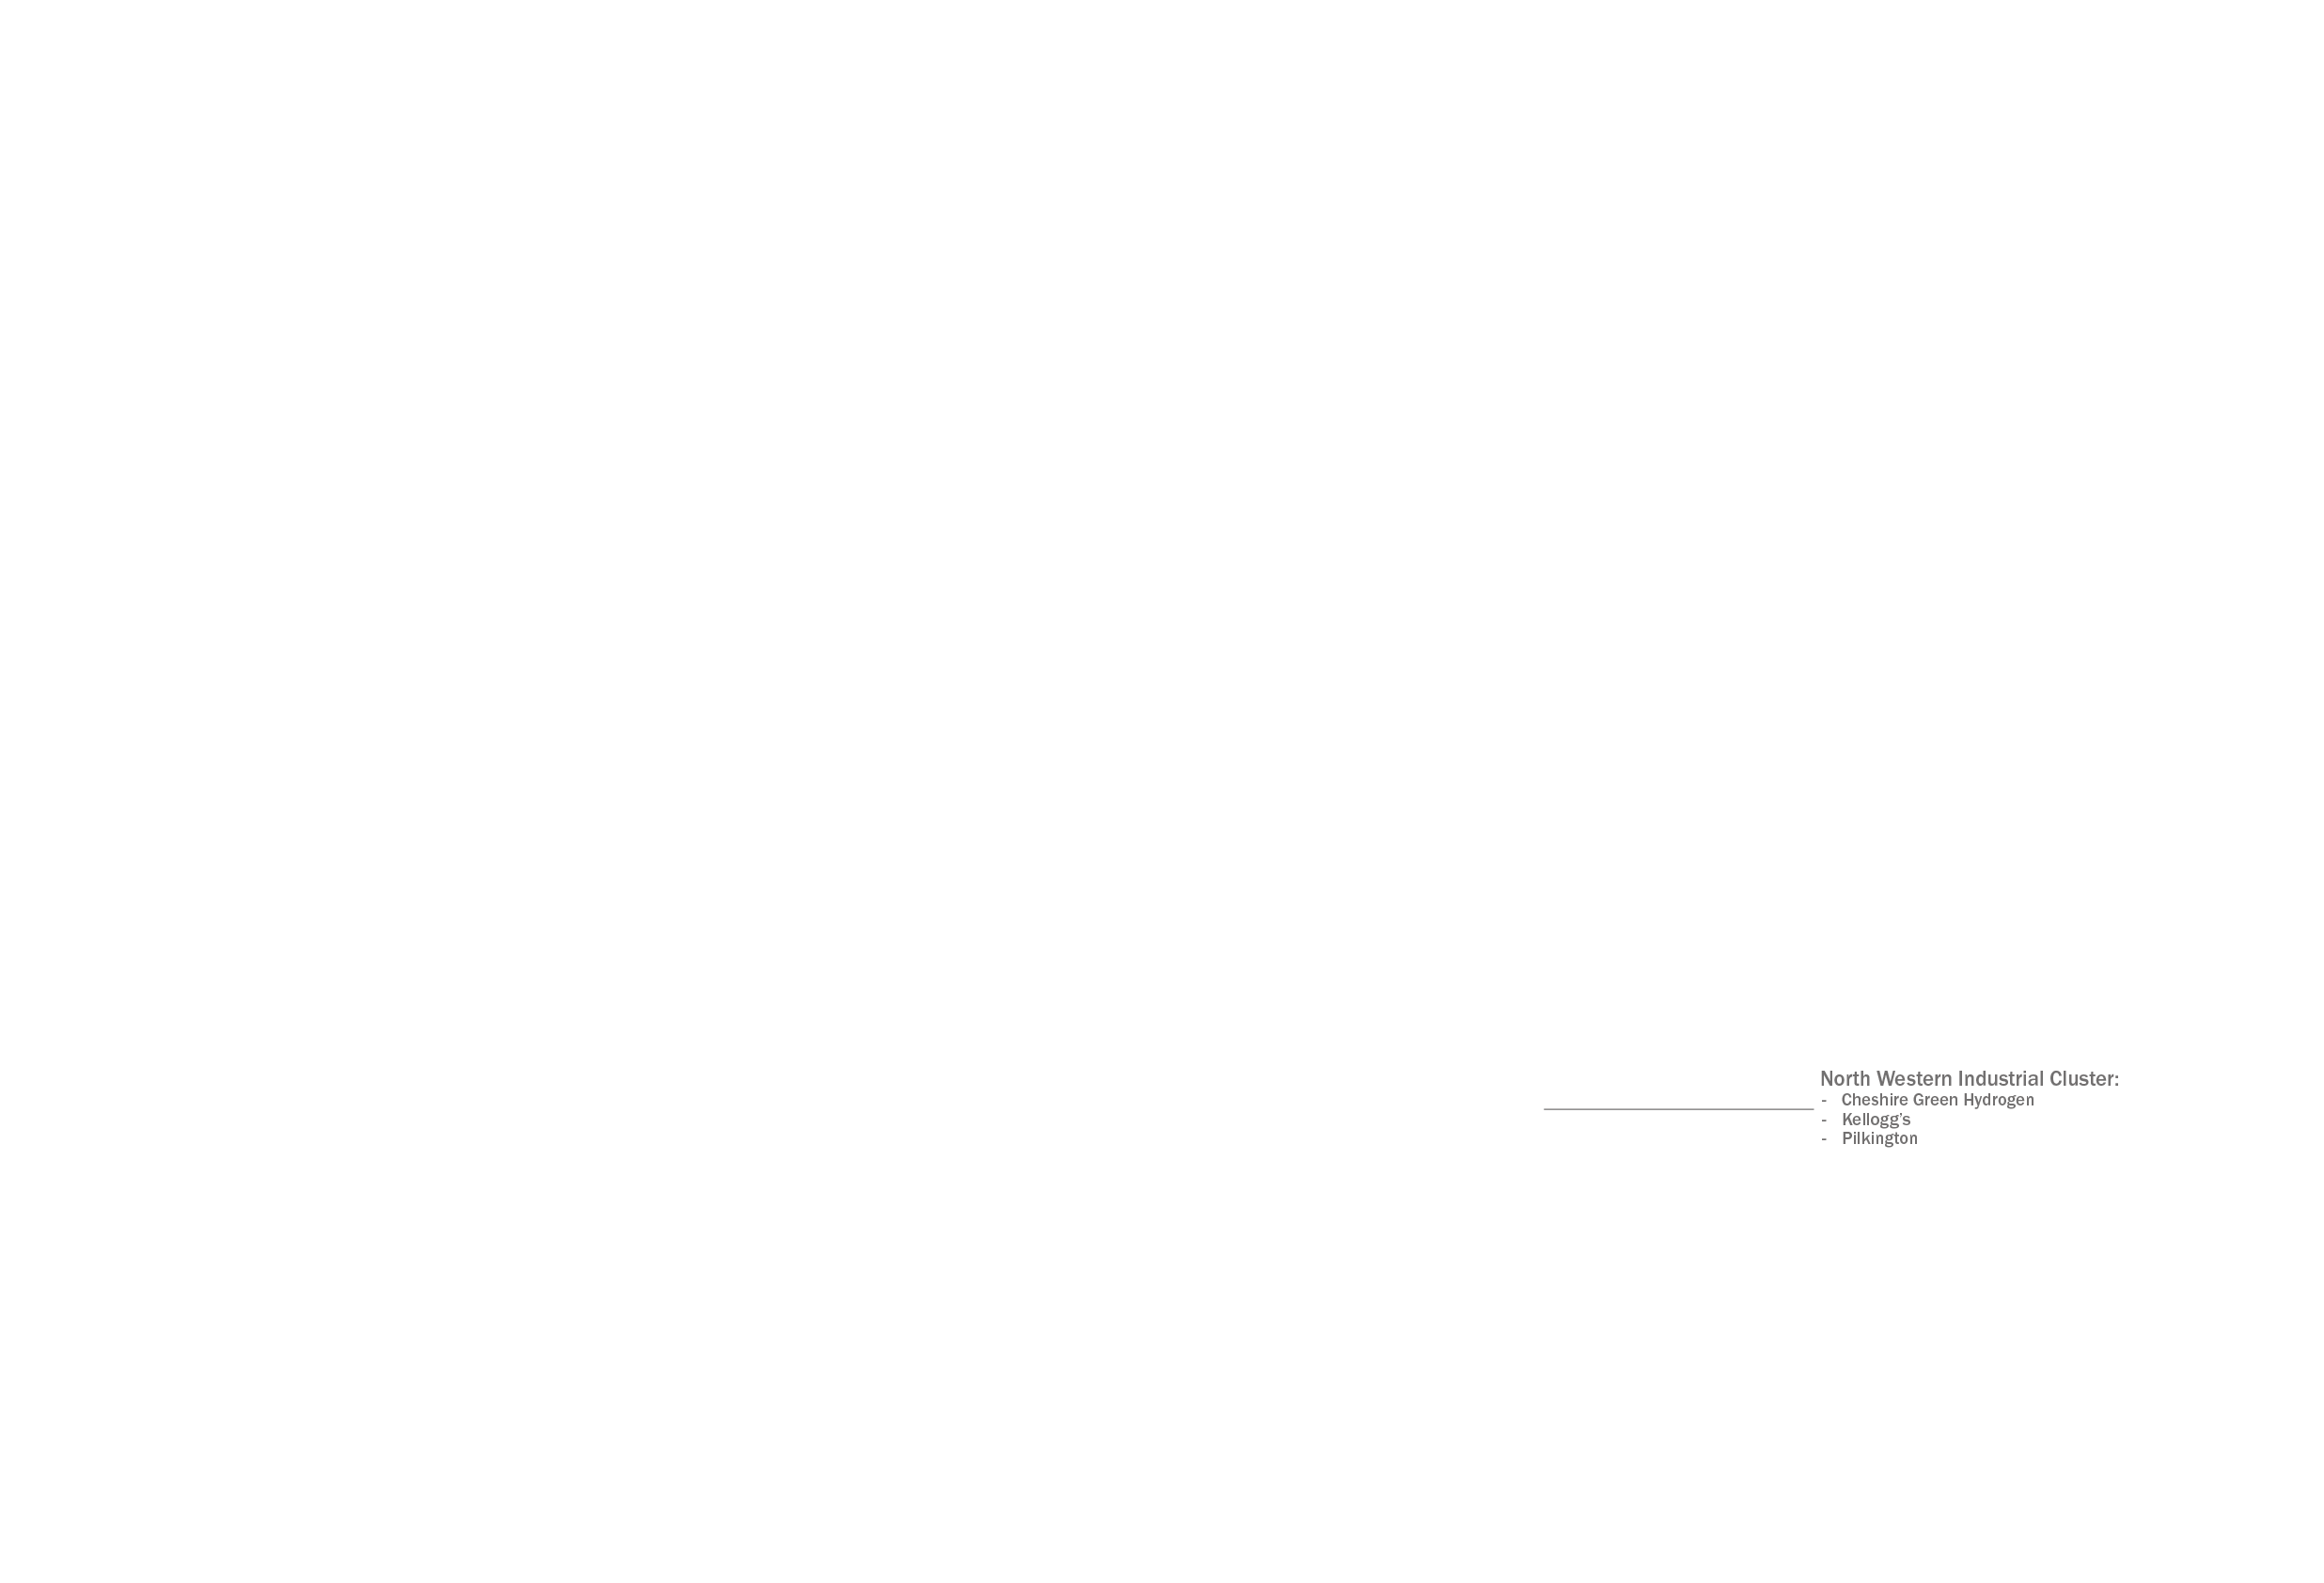 North Western Industrial Cluster:
- Cheshire Green Hydrogen
- Kellogg’s
- Pilkington